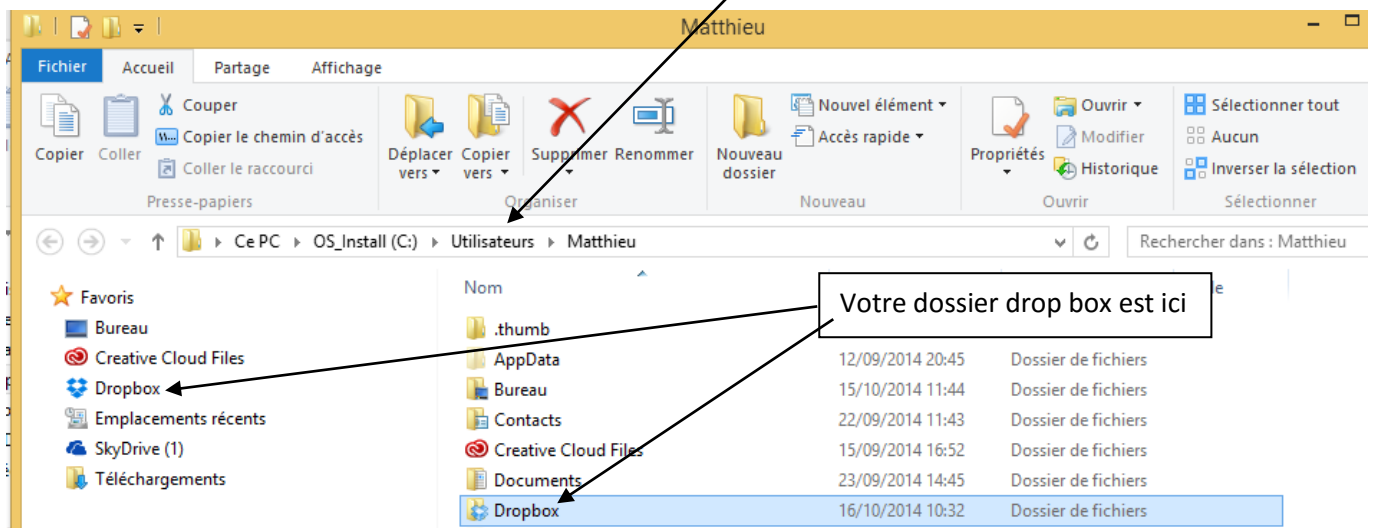 Matthieu
Fichier Accueil Partage Affichage
Copier
Coller
Couper
Copier le chemin d'accès
Coller le raccourci
Presse-papiers
Déplacer vers
Copier vers
Supprimer
Renommer
Organiser
Nouveau dossier
Nouvel élément
Accès rapide
Nouveau
Propriétés
Ouvrir
Modifier
Historique
Ouvrir
Sélectionner tout
Aucun
Inverser la sélection
Sélectionner
Ce PC OS_Install (C:) Utilisateurs Matthieu
Rechercher dans : Matthieu
Favoris
Bureau
Creative Cloud Files
Dropbox
Emplacements récents
SkyDrive (1)
Téléchargements
Nom
Votre dossier drop box est ici
.thumb
AppData 12/09/2014 20:45 Dossier de fichiers
Bureau 15/10/2014 11:44 Dossier de fichiers
Contacts 22/09/2014 11:43 Dossier de fichiers
Creative Cloud Files 15/09/2014 16:52 Dossier de fichiers
Documents 23/09/2014 14:45 Dossier de fichiers
Dropbox 16/10/2014 10:32 Dossier de fichiers